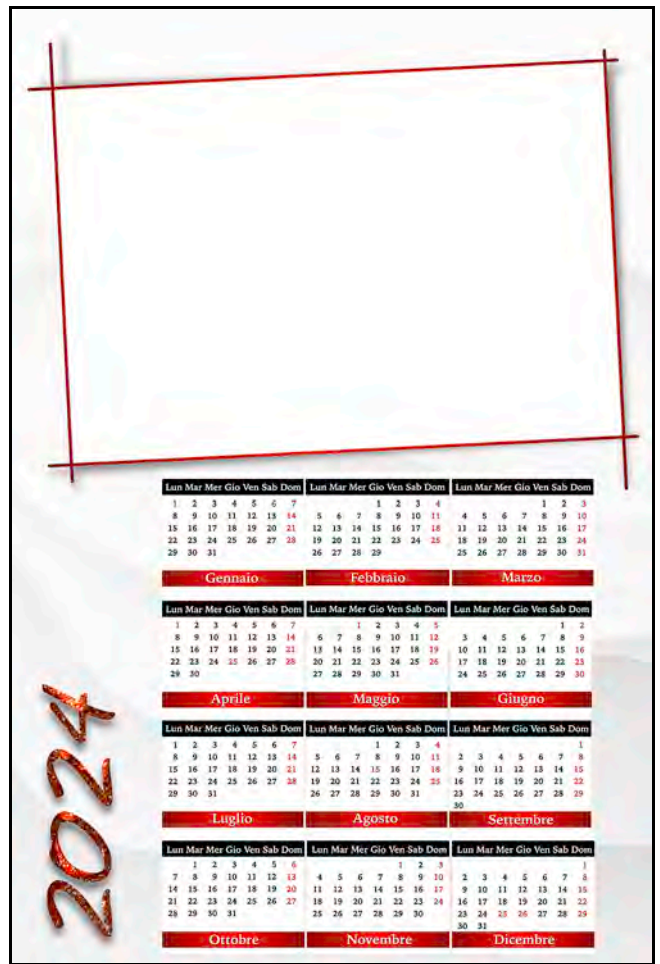 Lun Mar Mer Gio Ven Sab Dom
1 2 3 4 5 6 7
8 9 10 11 12 13 14
15 16 17 18 19 20 21
22 23 24 25 26 27 28
29 30 31
Gennaio
Lun Mar Mer Gio Ven Sab Dom
1 2 3 4
5 6 7 8 9 10 11
12 13 14 15 16 17 18
19 20 21 22 23 24 25
26 27 28 29
Febbraio
Lun Mar Mer Gio Ven Sab Dom
1 2 3
4 5 6 7 8 9 10
11 12 13 14 15 16 17
18 19 20 21 22 23 24
25 26 27 28 29 30 31
Marzo
Lun Mar Mer Gio Ven Sab Dom
1 2 3 4 5 6 7
8 9 10 11 12 13 14
15 16 17 18 19 20 21
22 23 24 25 26 27 28
29 30
Aprile
Lun Mar Mer Gio Ven Sab Dom
1 2 3 4 5
6 7 8 9 10 11 12
13 14 15 16 17 18 19
20 21 22 23 24 25 26
27 28 29 30 31
Maggio
Lun Mar Mer Gio Ven Sab Dom
1 2
3 4 5 6 7 8 9
10 11 12 13 14 15 16
17 18 19 20 21 22 23
24 25 26 27 28 29 30
Giugno
Lun Mar Mer Gio Ven Sab Dom
1 2 3 4 5 6 7
8 9 10 11 12 13 14
15 16 17 18 19 20 21
22 23 24 25 26 27 28
29 30 31
Luglio
Lun Mar Mer Gio Ven Sab Dom
1 2 3 4
5 6 7 8 9 10 11
12 13 14 15 16 17 18
19 20 21 22 23 24 25
26 27 28 29 30 31
Agosto
Lun Mar Mer Gio Ven Sab Dom
1
2 3 4 5 6 7 8
9 10 11 12 13 14 15
16 17 18 19 20 21 22
23 24 25 26 27 28 29
30
Settembre
Lun Mar Mer Gio Ven Sab Dom
1 2 3 4 5 6
7 8 9 10 11 12 13
14 15 16 17 18 19 20
21 22 23 24 25 26 27
28 29 30 31
Ottobre
Lun Mar Mer Gio Ven Sab Dom
1 2 3
4 5 6 7 8 9 10
11 12 13 14 15 16 17
18 19 20 21 22 23 24
25 26 27 28 29 30
Novembre
Lun Mar Mer Gio Ven Sab Dom
1
2 3 4 5 6 7 8
9 10 11 12 13 14 15
16 17 18 19 20 21 22
23 24 25 26 27 28 29
30 31
Dicembre
2024